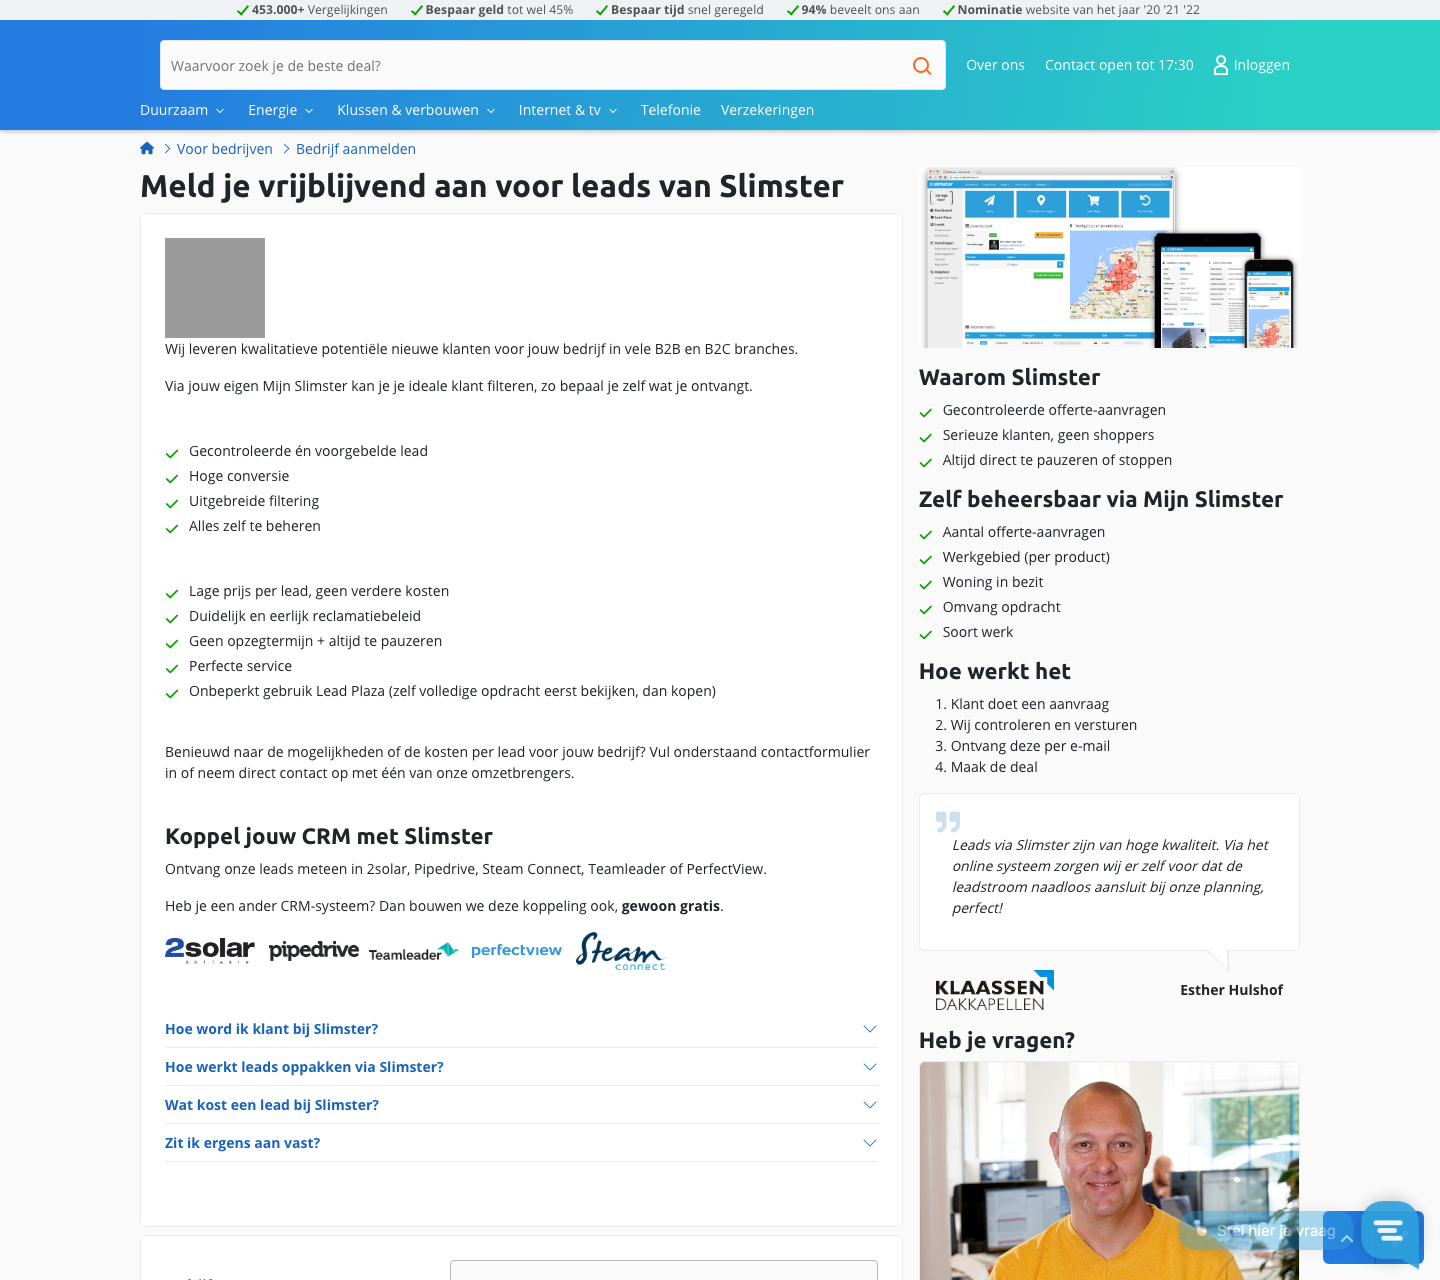 453.000+ Vergelijkingen
Bespaar geld tot wel 45%
Bespaar tijd snel geregeld
94% beveelt ons aan
Nominatie website van het jaar '20 '21 '22
Waarvoor zoek je de beste deal?
Over ons
Contact open tot 17:30
Inloggen
Duurzaam
Energie
Klussen & verbouwen
Internet & tv
Telefonie
Verzekeringen
Voor bedrijven
Bedrijf aanmelden
Meld je vrijblijvend aan voor leads van Slimster
Wij leveren kwalitatieve potentiële nieuwe klanten voor jouw bedrijf in vele B2B en B2C branches.
Via jouw eigen Mijn Slimster kan je je ideale klant filteren, zo bepaal je zelf wat je ontvangt.
Gecontroleerde én voorgebelde lead
Hoge conversie
Uitgebreide filtering
Alles zelf te beheren
Lage prijs per lead, geen verdere kosten
Duidelijk en eerlijk reclamatiebeleid
Geen opzegtermijn + altijd te pauzeren
Perfecte service
Onbeperkt gebruik Lead Plaza (zelf volledige opdracht eerst bekijken, dan kopen)
Benieuwd naar de mogelijkheden of de kosten per lead voor jouw bedrijf? Vul onderstaand contactformulier
in of neem direct contact op met één van onze omzetbrengers.
Koppel jouw CRM met Slimster
Ontvang onze leads meteen in 2solar, Pipedrive, Steam Connect, Teamleader of PerfectView.
Heb je een ander CRM-systeem? Dan bouwen we deze koppeling ook, gewoon gratis.
2solar
software
pipedrive
Teamleader
perfectview
Steam
connect
Hoe word ik klant bij Slimster?
Hoe werkt leads oppakken via Slimster?
Wat kost een lead bij Slimster?
Zit ik ergens aan vast?
slimster
Waarom Slimster
Gecontroleerde offerte-aanvragen
Serieuze klanten, geen shoppers
Altijd direct te pauzeren of stoppen
Zelf beheersbaar via Mijn Slimster
Aantal offerte-aanvragen
Werkgebied (per product)
Woning in bezit
Omvang opdracht
Soort werk
Hoe werkt het
1. Klant doet een aanvraag
2. Wij controleren en versturen
3. Ontvang deze per e-mail
4. Maak de deal
Leads via Slimster zijn van hoge kwaliteit. Via het
online systeem zorgen wij er zelf voor dat de
leadstroom naadloos aansluit bij onze planning,
perfect!
KLAASSEN
DAKKAPELLEN
Esther Hulshof
Heb je vragen?
Stel hier je vraag